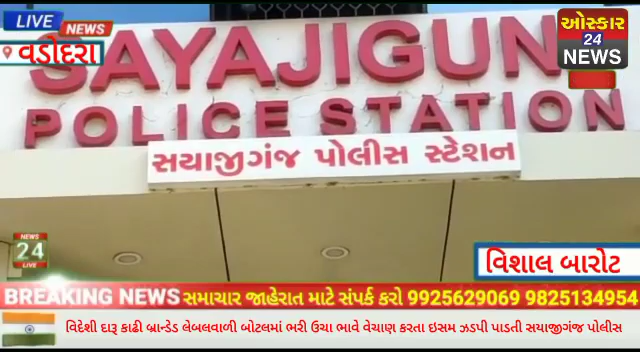 LIVE NEWS
વડોદરા
ઓસ્કાર
24
NEWS
SAYAJIGUN
POLICE STATION
સયાજીગંજ પોલીસ સ્ટેશન
NEWS
24
LIVE
વિશાલ બારોટ
BREAKING NEWS સમાચાર જાહેરાત માટે સંપર્ક કરો 9925629069 9825134954
વિદેશી દારૂ કાઢી બ્રાન્ડેડ લેબલવાળી બોટલમાં ભરી ઉચા ભાવે વેચાણ કરતા ઇસમ ઝડપી પાડતી સયાજીગંજ પોલીસ